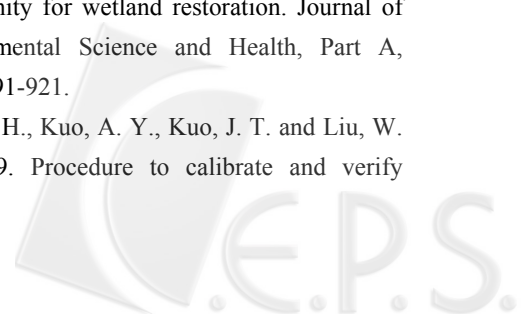 nity for wetland restoration. Journal of
mental Science and Health, Part A,
91-921.
H., Kuo, A. Y., Kuo, J. T. and Liu, W.
9. Procedure to calibrate and verify
C.E.P.S.